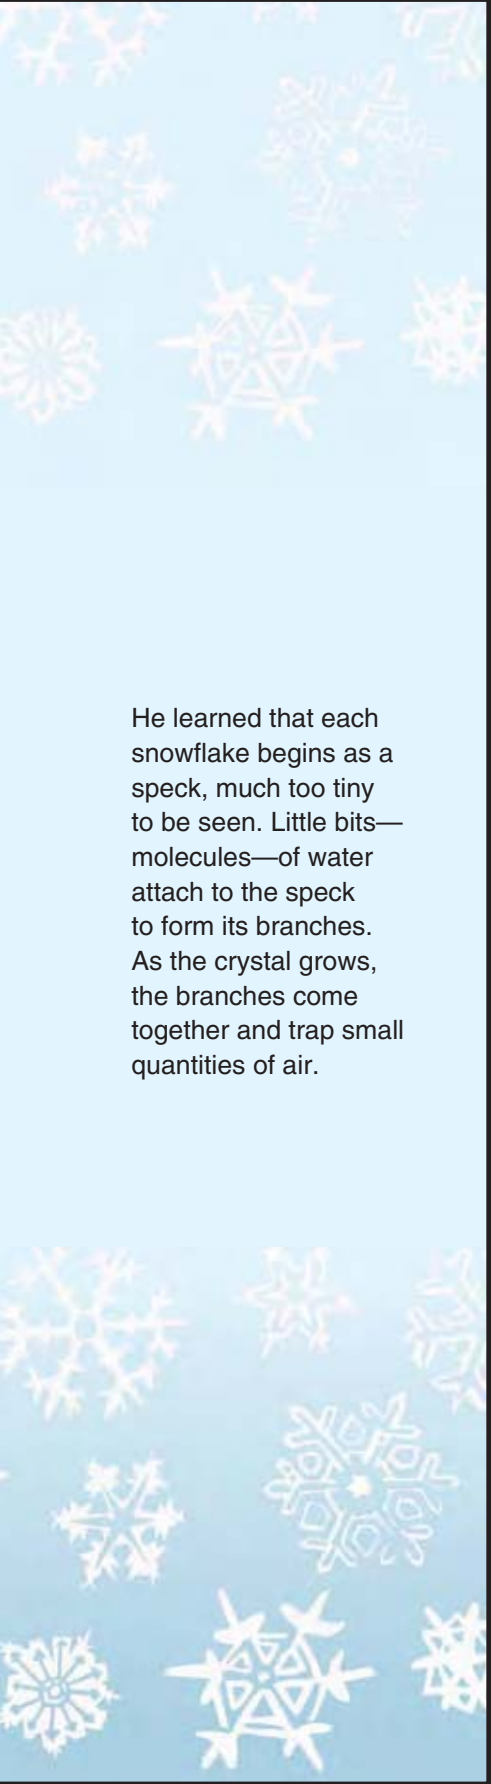 He learned that each
snowflake begins as a
speck, much too tiny
to be seen. Little bits—
molecules—of water
attach to the speck
to form its branches.
As the crystal grows,
the branches come
together and trap small
quantities of air.